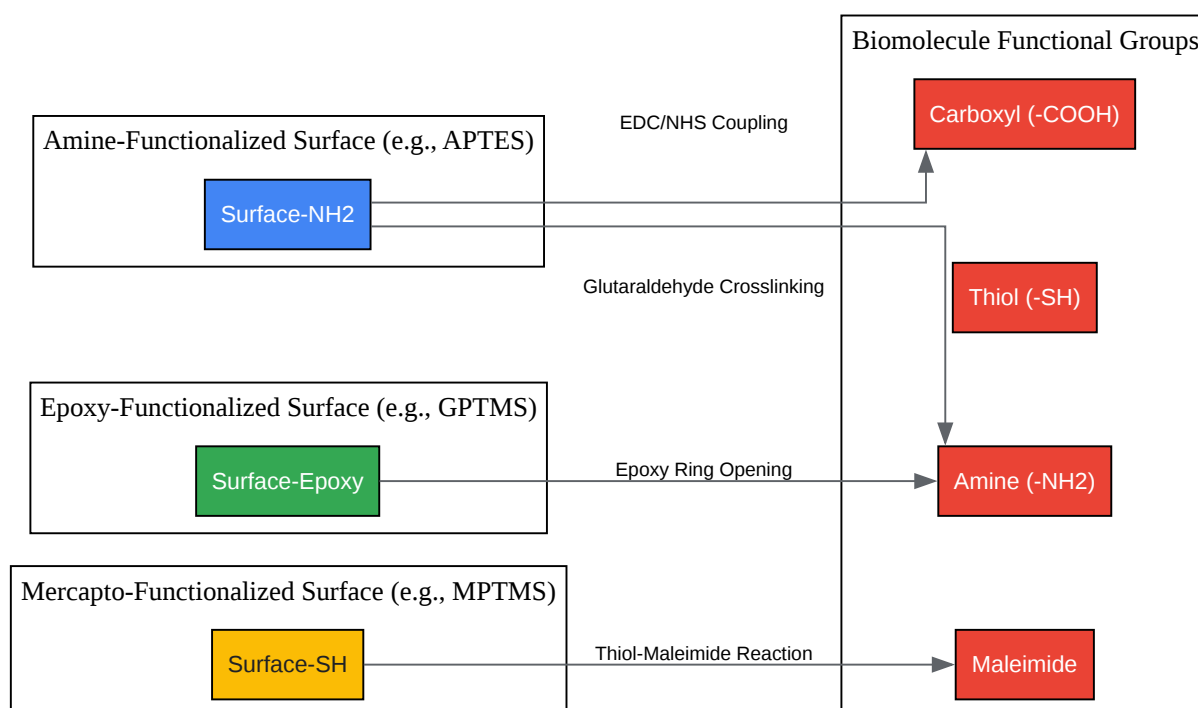 Biomolecule Functional Groups
Carboxyl (-COOH)
EDC/NHS Coupling
Amine-Functionalized Surface (e.g., APTES)
Surface-NH2
Glutaraldehyde Crosslinking
Thiol (-SH)
Epoxy-Functionalized Surface (e.g., GPTMS)
Surface-Epoxy
Epoxy Ring Opening
Amine (-NH2)
Mercapto-Functionalized Surface (e.g., MPTMS)
Surface-SH
Thiol-Maleimide Reaction
Maleimide